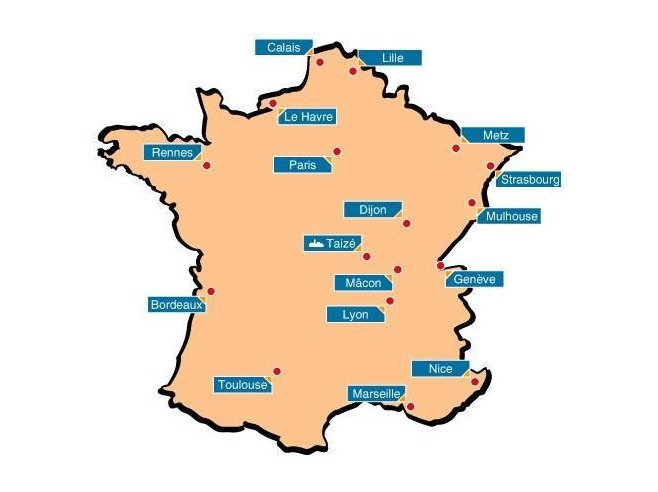 Calais
Lille
Le Havre
Metz
Rennes
Paris
Strasbourg
Dijon
Mulhouse
Taizé
Mâcon
Genève
Bordeaux
Lyon
Nice
Toulouse
Marseille